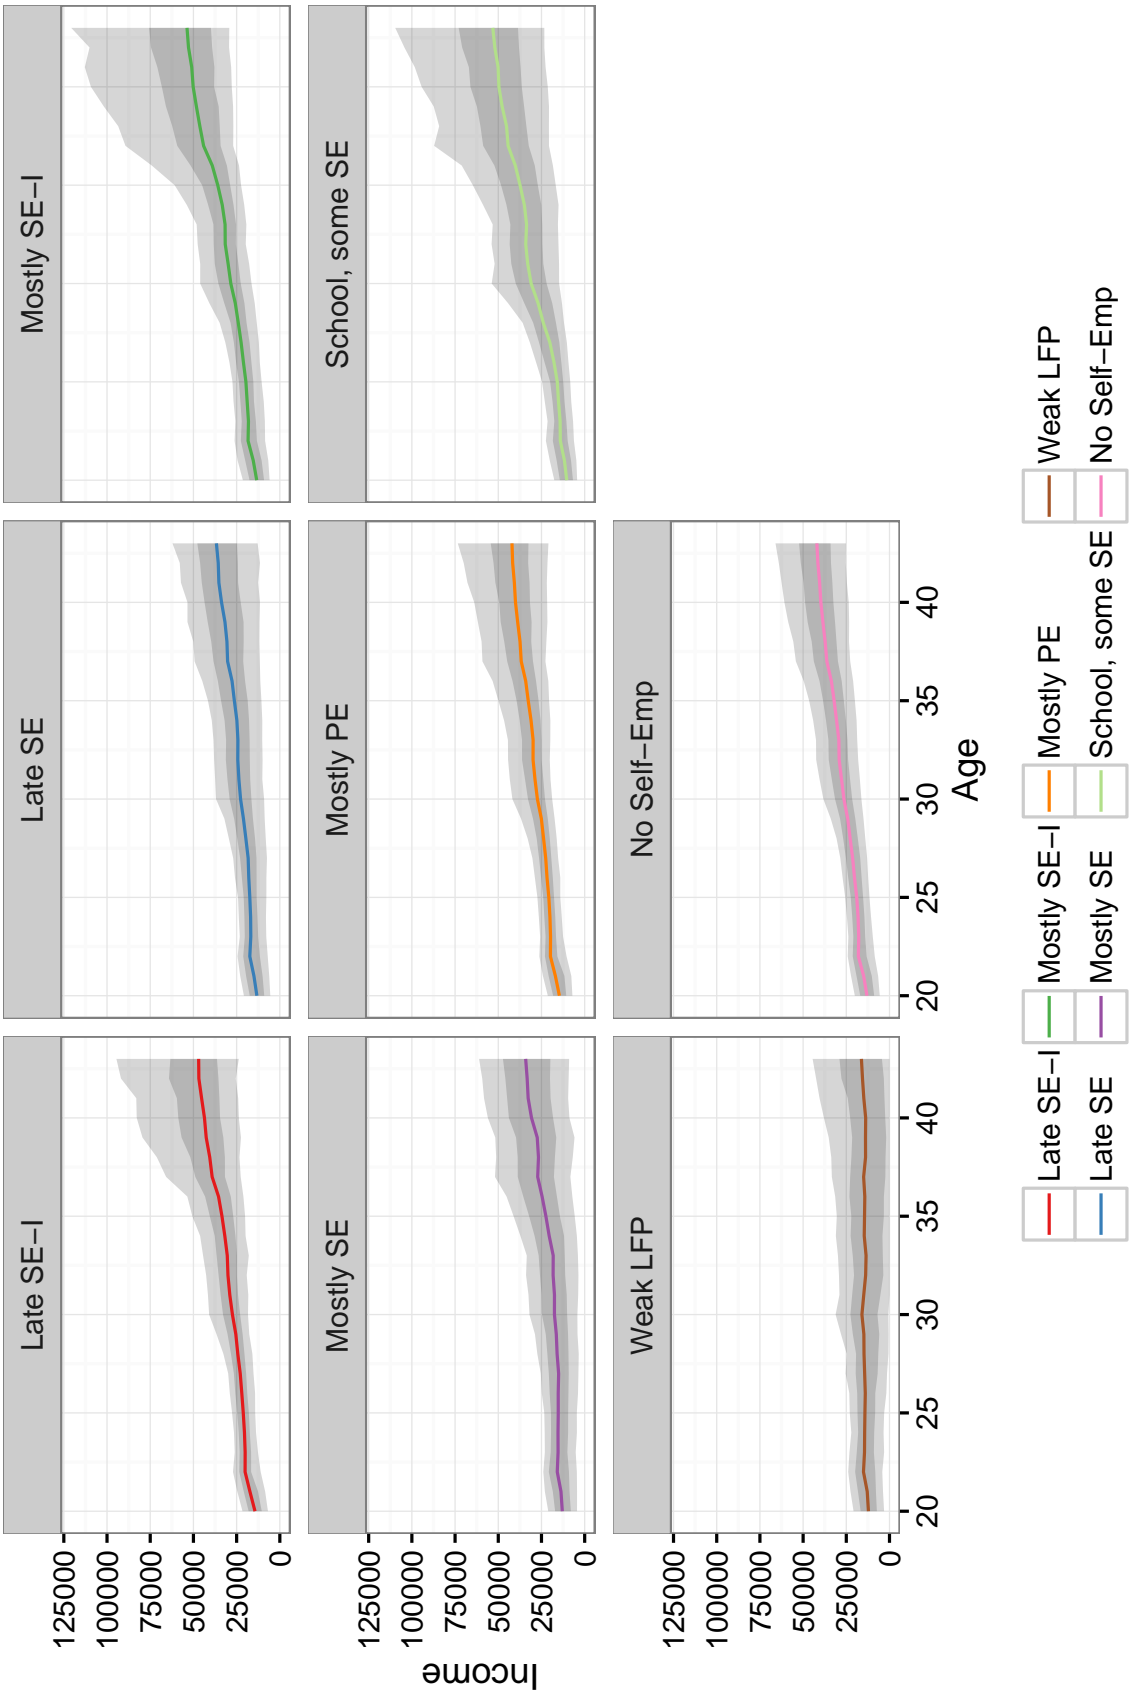 Late SE−I
Late SE
Mostly SE−I
125000
100000
75000
50000
25000
0
Mostly SE
Mostly PE
School, some SE
125000
100000
75000
50000
25000
0
Weak LFP
No Self−Emp
125000
100000
75000
50000
25000
0
20 25 30 35 40
20 25 30 35 40
Income
Age
Late SE−I Mostly SE−I Mostly PE Weak LFP
Late SE Mostly SE School, some SE No Self−Emp